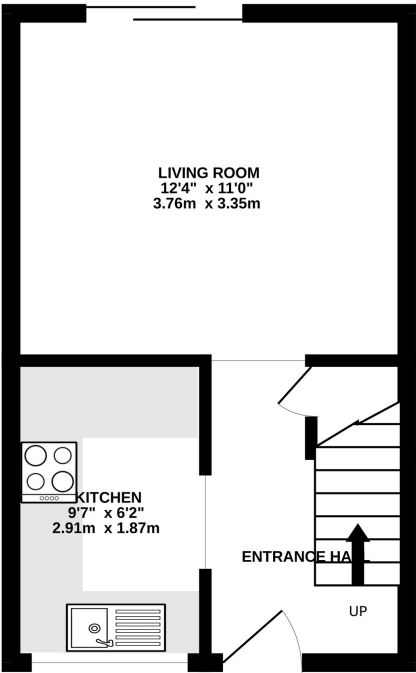 LIVING ROOM
12'4" x 11'0"
3.76m x 3.35m
KITCHEN
9'7" x 6'2"
2.91m x 1.87m
ENTRANCE HALL
UP